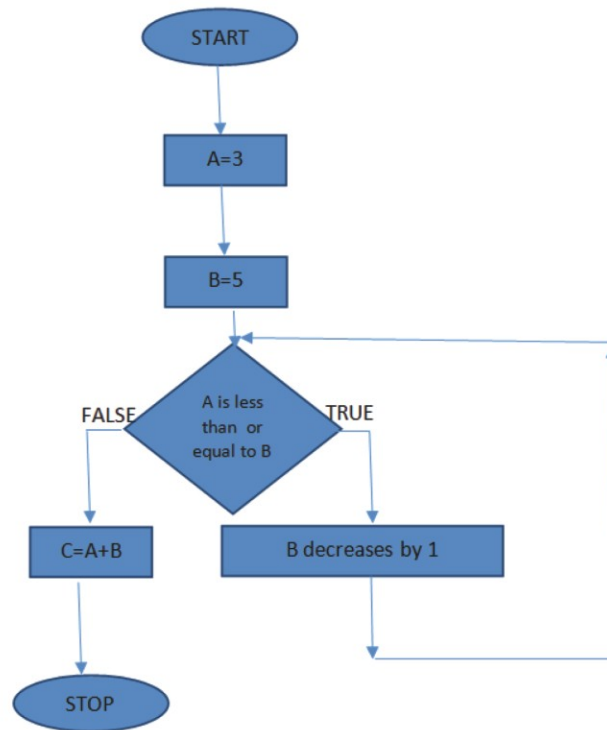 START
A=3
B=5
A is less
than or
equal to B
FALSE
TRUE
C=A+B
B decreases by 1
STOP